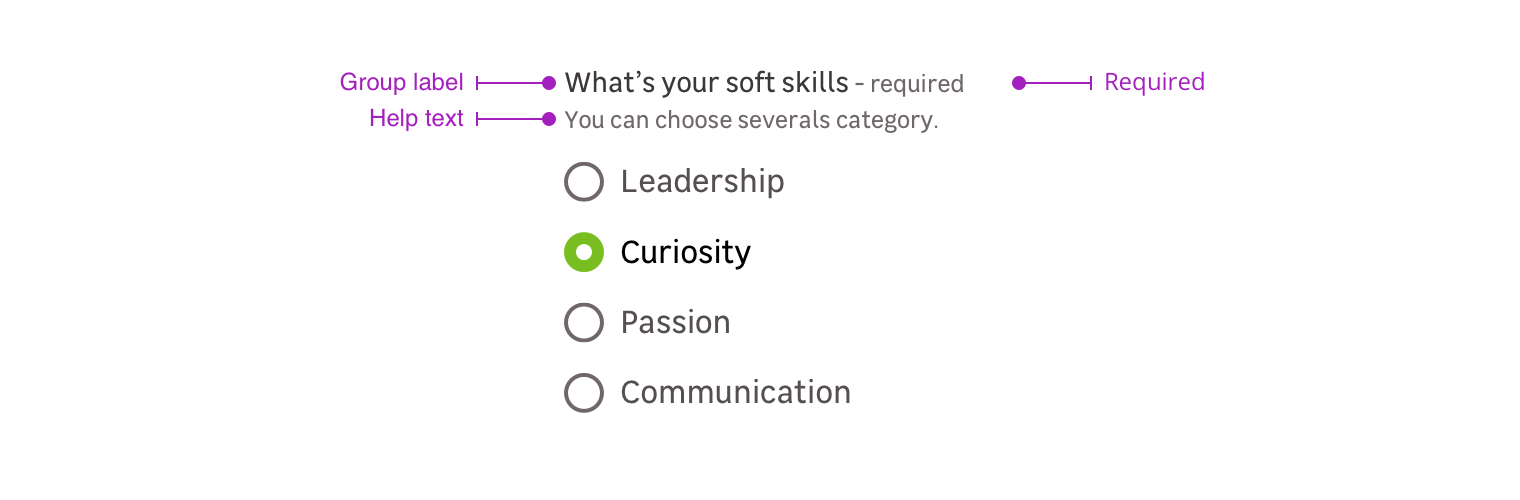 Group label What’s your soft skills - required Required
Help text You can choose severals category.
Leadership
Curiosity
Passion
Communication